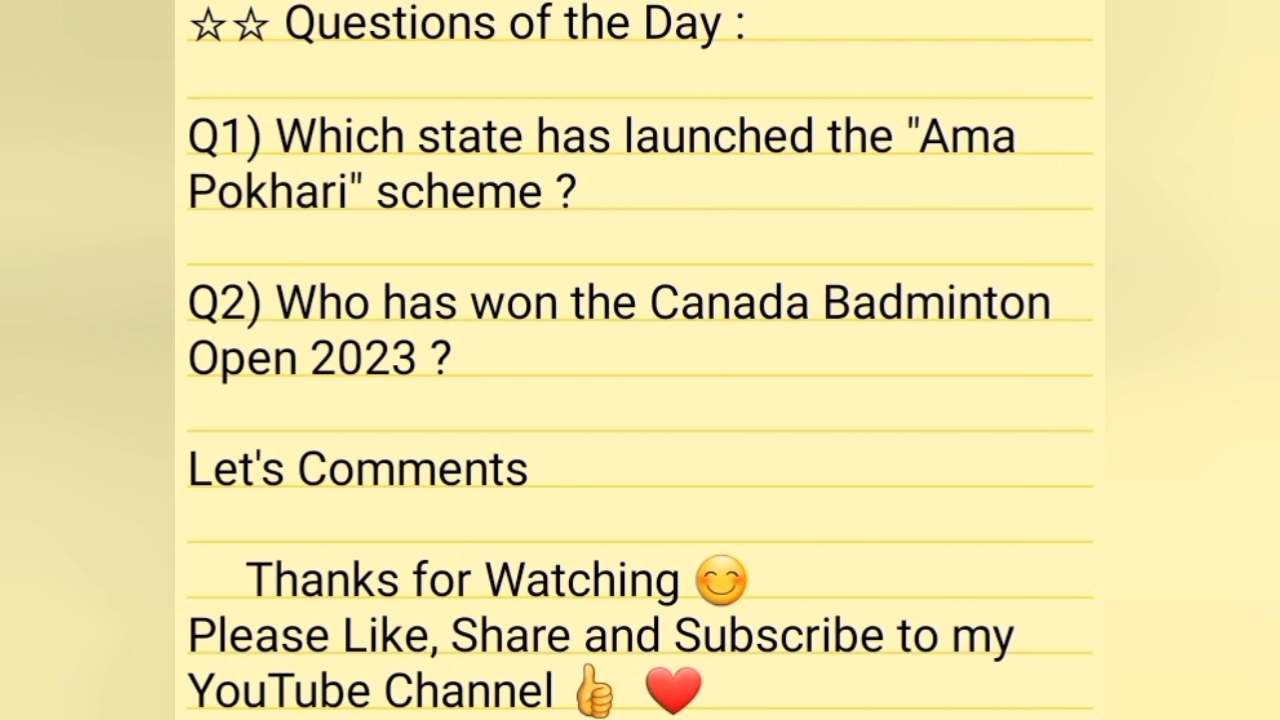 ☆☆ Questions of the Day :
Q1) Which state has launched the "Ama
Pokhari" scheme ?
Q2) Who has won the Canada Badminton
Open 2023 ?
Let's Comments
Thanks for Watching 😊
Please Like, Share and Subscribe to my
YouTube Channel 👍 ❤️